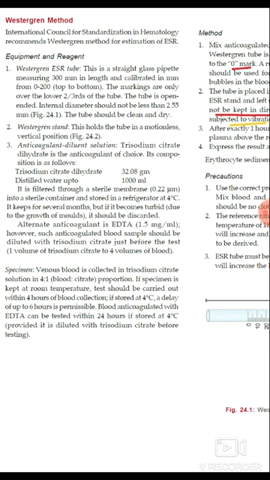 Westergren Method
International Council for Standardization in Hematology
recommends Westergren method for estimation of ESR.
Equipment and Reagent
1. Westergren ESR tube: This is a straight glass pipette
measuring 300 mm in length and calibrated in mm
from 0-200 (top to bottom). The markings are only
over the lower 2/3rds of the tube. The tube is open-
ended. Internal diameter should not be less than 2.55
mm (Fig. 24.1). The tube should be clean and dry.
2. Westergren stand: This holds the tube in a motionless,
vertical position (Fig. 24.2).
3. Anticoagulant-diluent solution: Trisodium citrate
dihydrate is the anticoagulant of choice. Its compo-
sition is as follows:
Trisodium citrate dihydrate 32.08 gm
Distilled water upto 1000 ml
It is filtered through a sterile membrane (0.22 µm)
into a sterile container and stored in a refrigerator at 4°C.
It keeps for several months, but if it becomes turbid (due
to the growth of moulds), it should be discarded.
Alternate anticoagulant is EDTA (1.5 mg/ml);
however, such anticoagulated blood sample should be
diluted with trisodium citrate just before the test
(1 volume of trisodium citrate to 4 volumes of blood).
Specimen: Venous blood is collected in trisodium citrate
solution in 4:1 (blood: citrate) proportion. If specimen is
kept at room temperature, test should be carried out
within 4 hours of blood collection; if stored at 4°C, a delay
of up to 6 hours is permissible. Blood anticoagulated with
EDTA can be tested within 24 hours if stored at 4°C
(provided it is diluted with trisodium citrate before
testing).
Method
1. Mix anticoagulated
Westergren tube is
to the "0" mark. A
should be used for
bubbles in the blood
2. The tube is placed i
ESR stand and left
not be kept in dire
subjected to vibratio
3. After exactly 1 hour
plasma above the r
4. Express the result a
Erythrocyte sedimen
Precautions
1. Use the correct pro
Mix blood and
should be no clot
2. The reference ran
temperature of 18
will increase and
to be derived.
3. ESR tube must be
will increase the
0
10
20
Fig. 24.1: Wes
RECORDED WITH